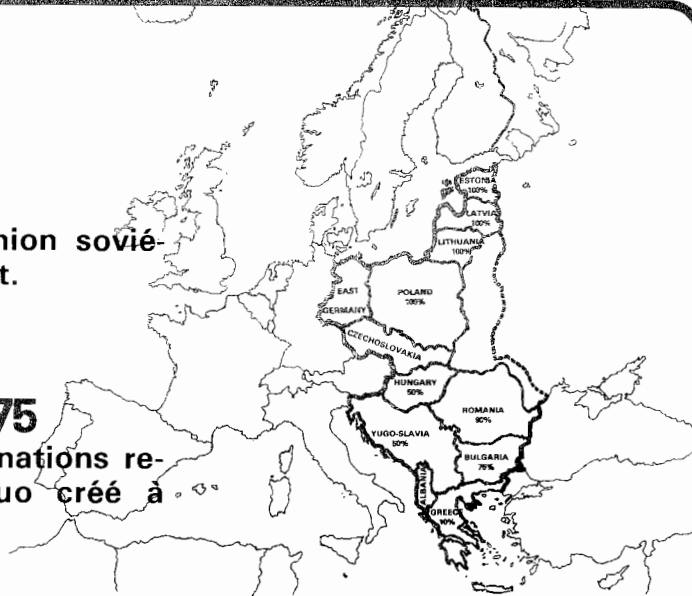 nion sovié-
t.
75
nations re-
uo créé à
ESTONIA
100%
LATVIA
100%
LITHUANIA
100%
EAST
GERMANY
POLAND
100%
CZECHOSLOVAKIA
HUNGARY
50%
ROMANIA
90%
YUGO-SLAVIA
50%
BULGARIA
75%
ALBANIA
GREECE
10%